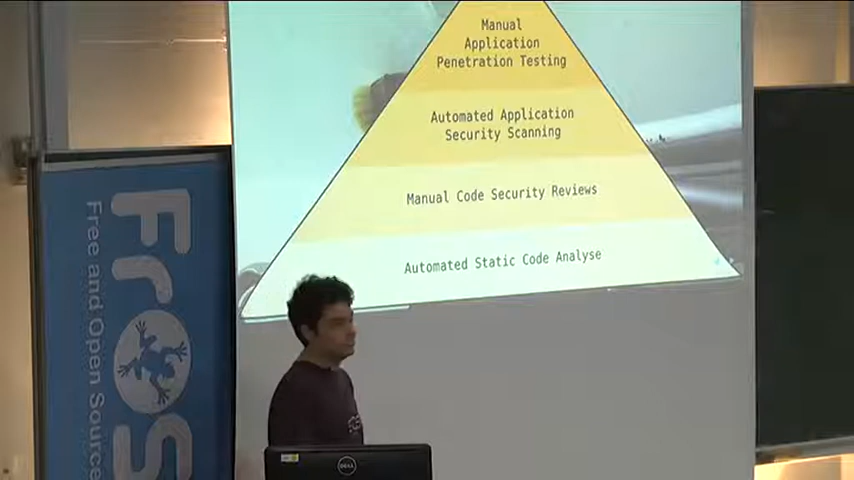 Manual
Application
Penetration Testing
Automated Application
Security Scanning
Manual Code Security Reviews
Automated Static Code Analyse
Free and Open Source
FrOS
DELL